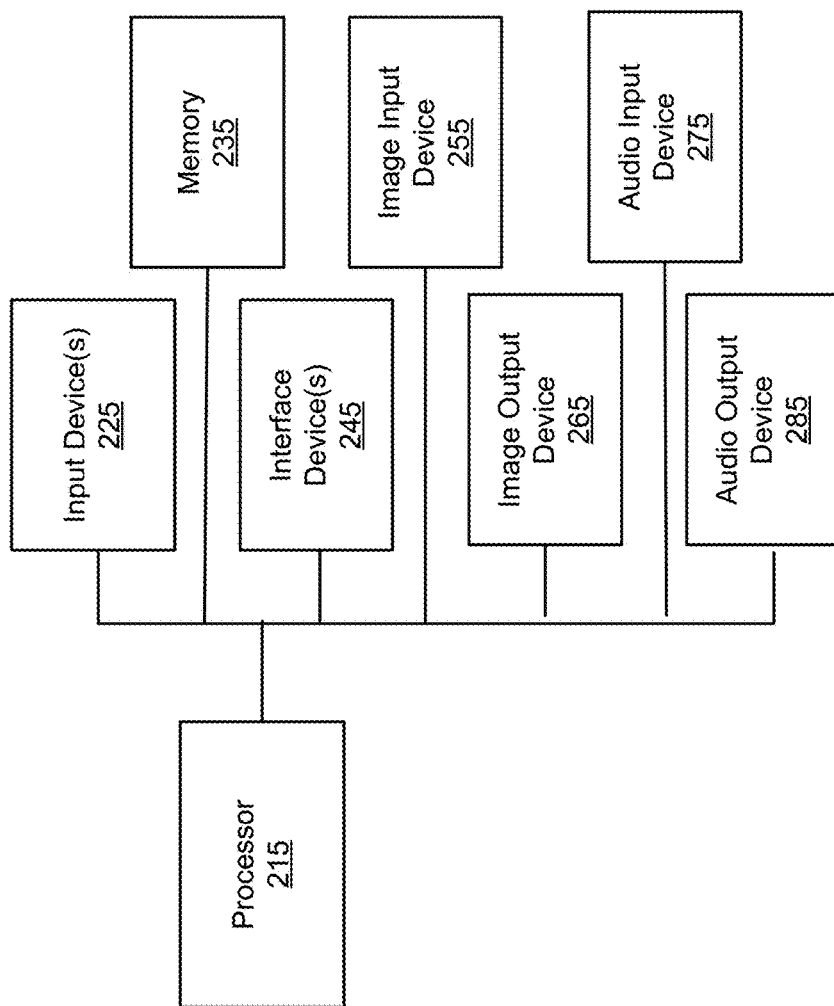 Processor
215
Input Device(s)
225
Memory
235
Interface
Device(s)
245
Image Input
Device
255
Image Output
Device
265
Audio Input
Device
275
Audio Output
Device
285